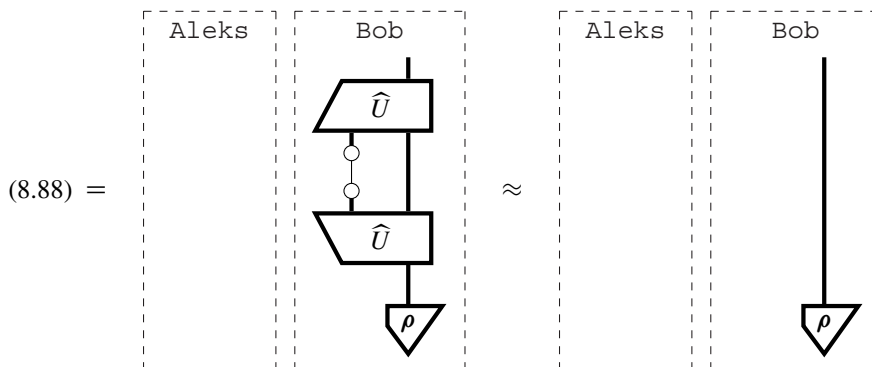 Aleks Bob Aleks Bob
Û
(8.88) = ≈
Û
ρ ρ